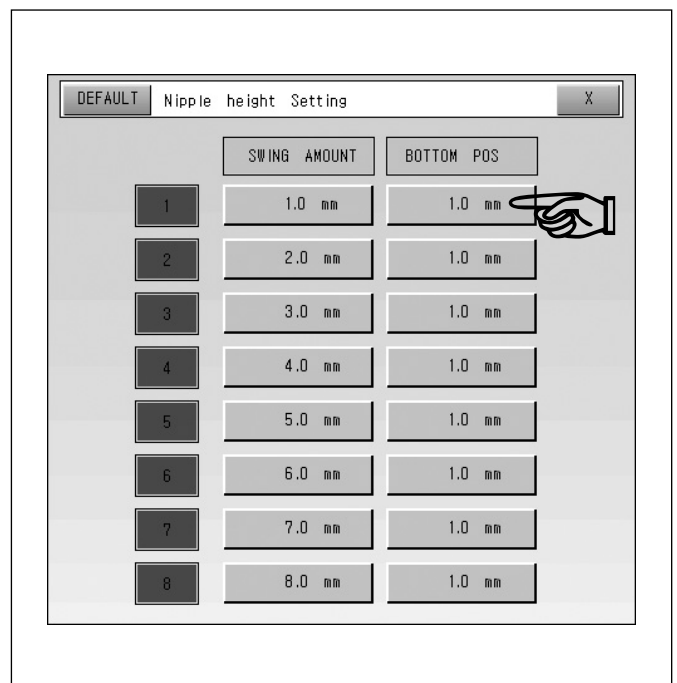 DEFAULT Nipple height Setting X
SWING AMOUNT BOTTOM POS
1 1.0 mm 1.0 mm
2 2.0 mm 1.0 mm
3 3.0 mm 1.0 mm
4 4.0 mm 1.0 mm
5 5.0 mm 1.0 mm
6 6.0 mm 1.0 mm
7 7.0 mm 1.0 mm
8 8.0 mm 1.0 mm